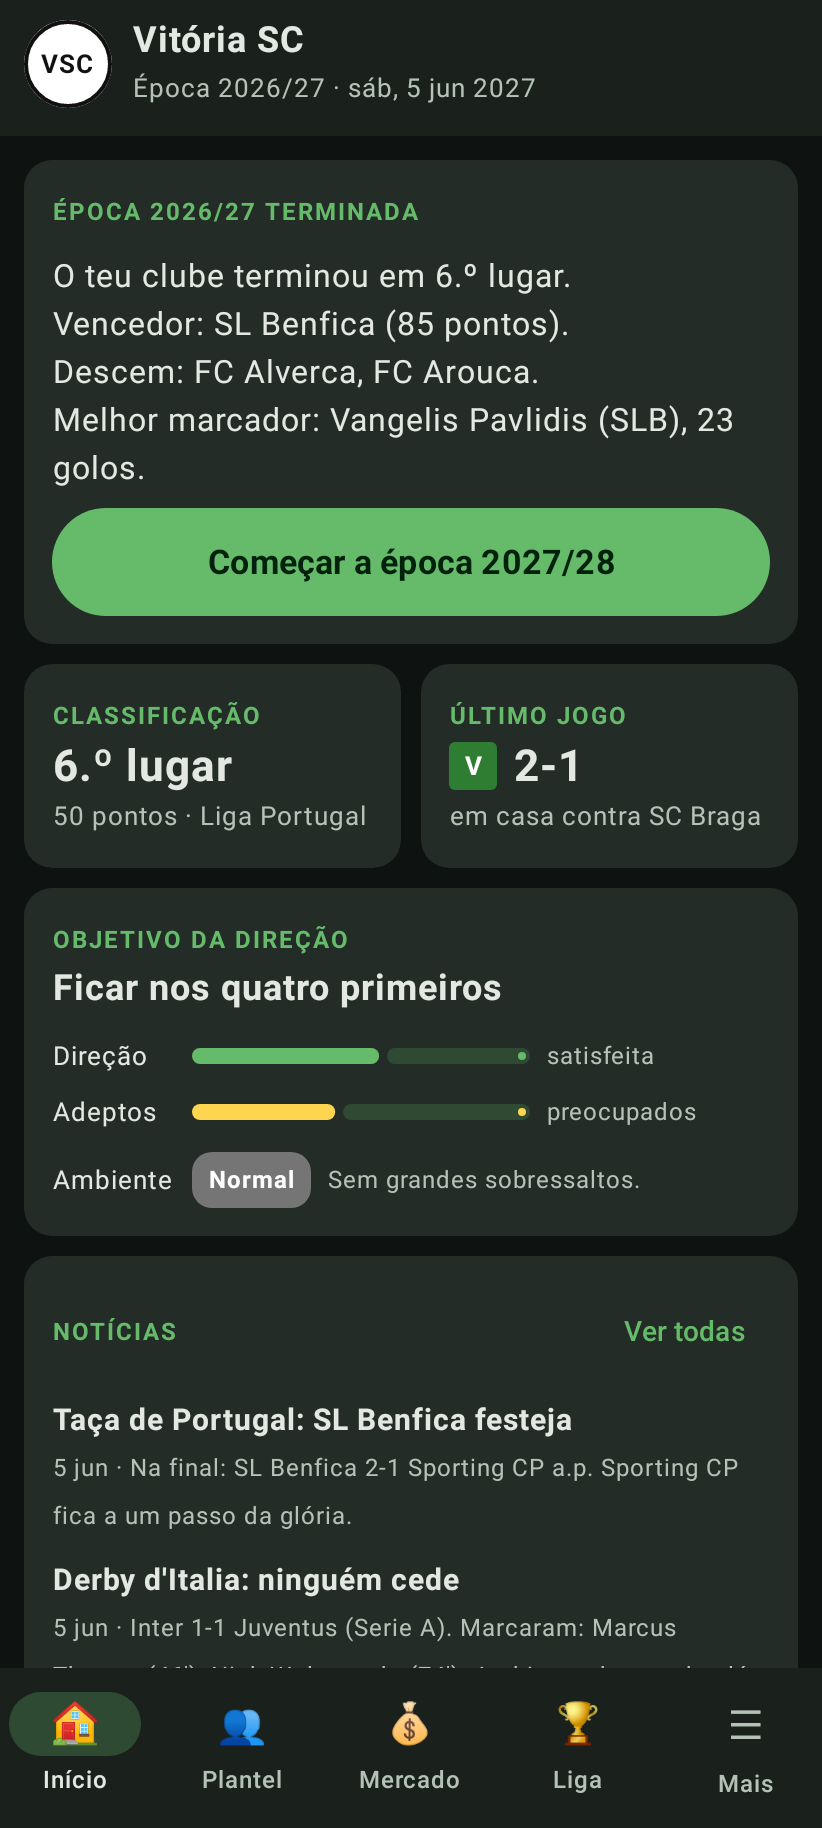 VSC
Vitória SC
Época 2026/27 · sáb, 5 jun 2027
ÉPOCA 2026/27 TERMINADA
O teu clube terminou em 6.º lugar.
Vencedor: SL Benfica (85 pontos).
Descem: FC Alverca, FC Arouca.
Melhor marcador: Vangelis Pavlidis (SLB), 23
golos.
Começar a época 2027/28
CLASSIFICAÇÃO
6.º lugar
50 pontos · Liga Portugal
ÚLTIMO JOGO
V 2-1
em casa contra SC Braga
OBJETIVO DA DIREÇÃO
Ficar nos quatro primeiros
Direção satisfeita
Adeptos preocupados
Ambiente Normal Sem grandes sobressaltos.
NOTÍCIAS Ver todas
Taça de Portugal: SL Benfica festeja
5 jun · Na final: SL Benfica 2-1 Sporting CP a.p. Sporting CP
fica a um passo da glória.
Derby d'Italia: ninguém cede
5 jun · Inter 1-1 Juventus (Serie A). Marcaram: Marcus
Início Plantel Mercado Liga Mais